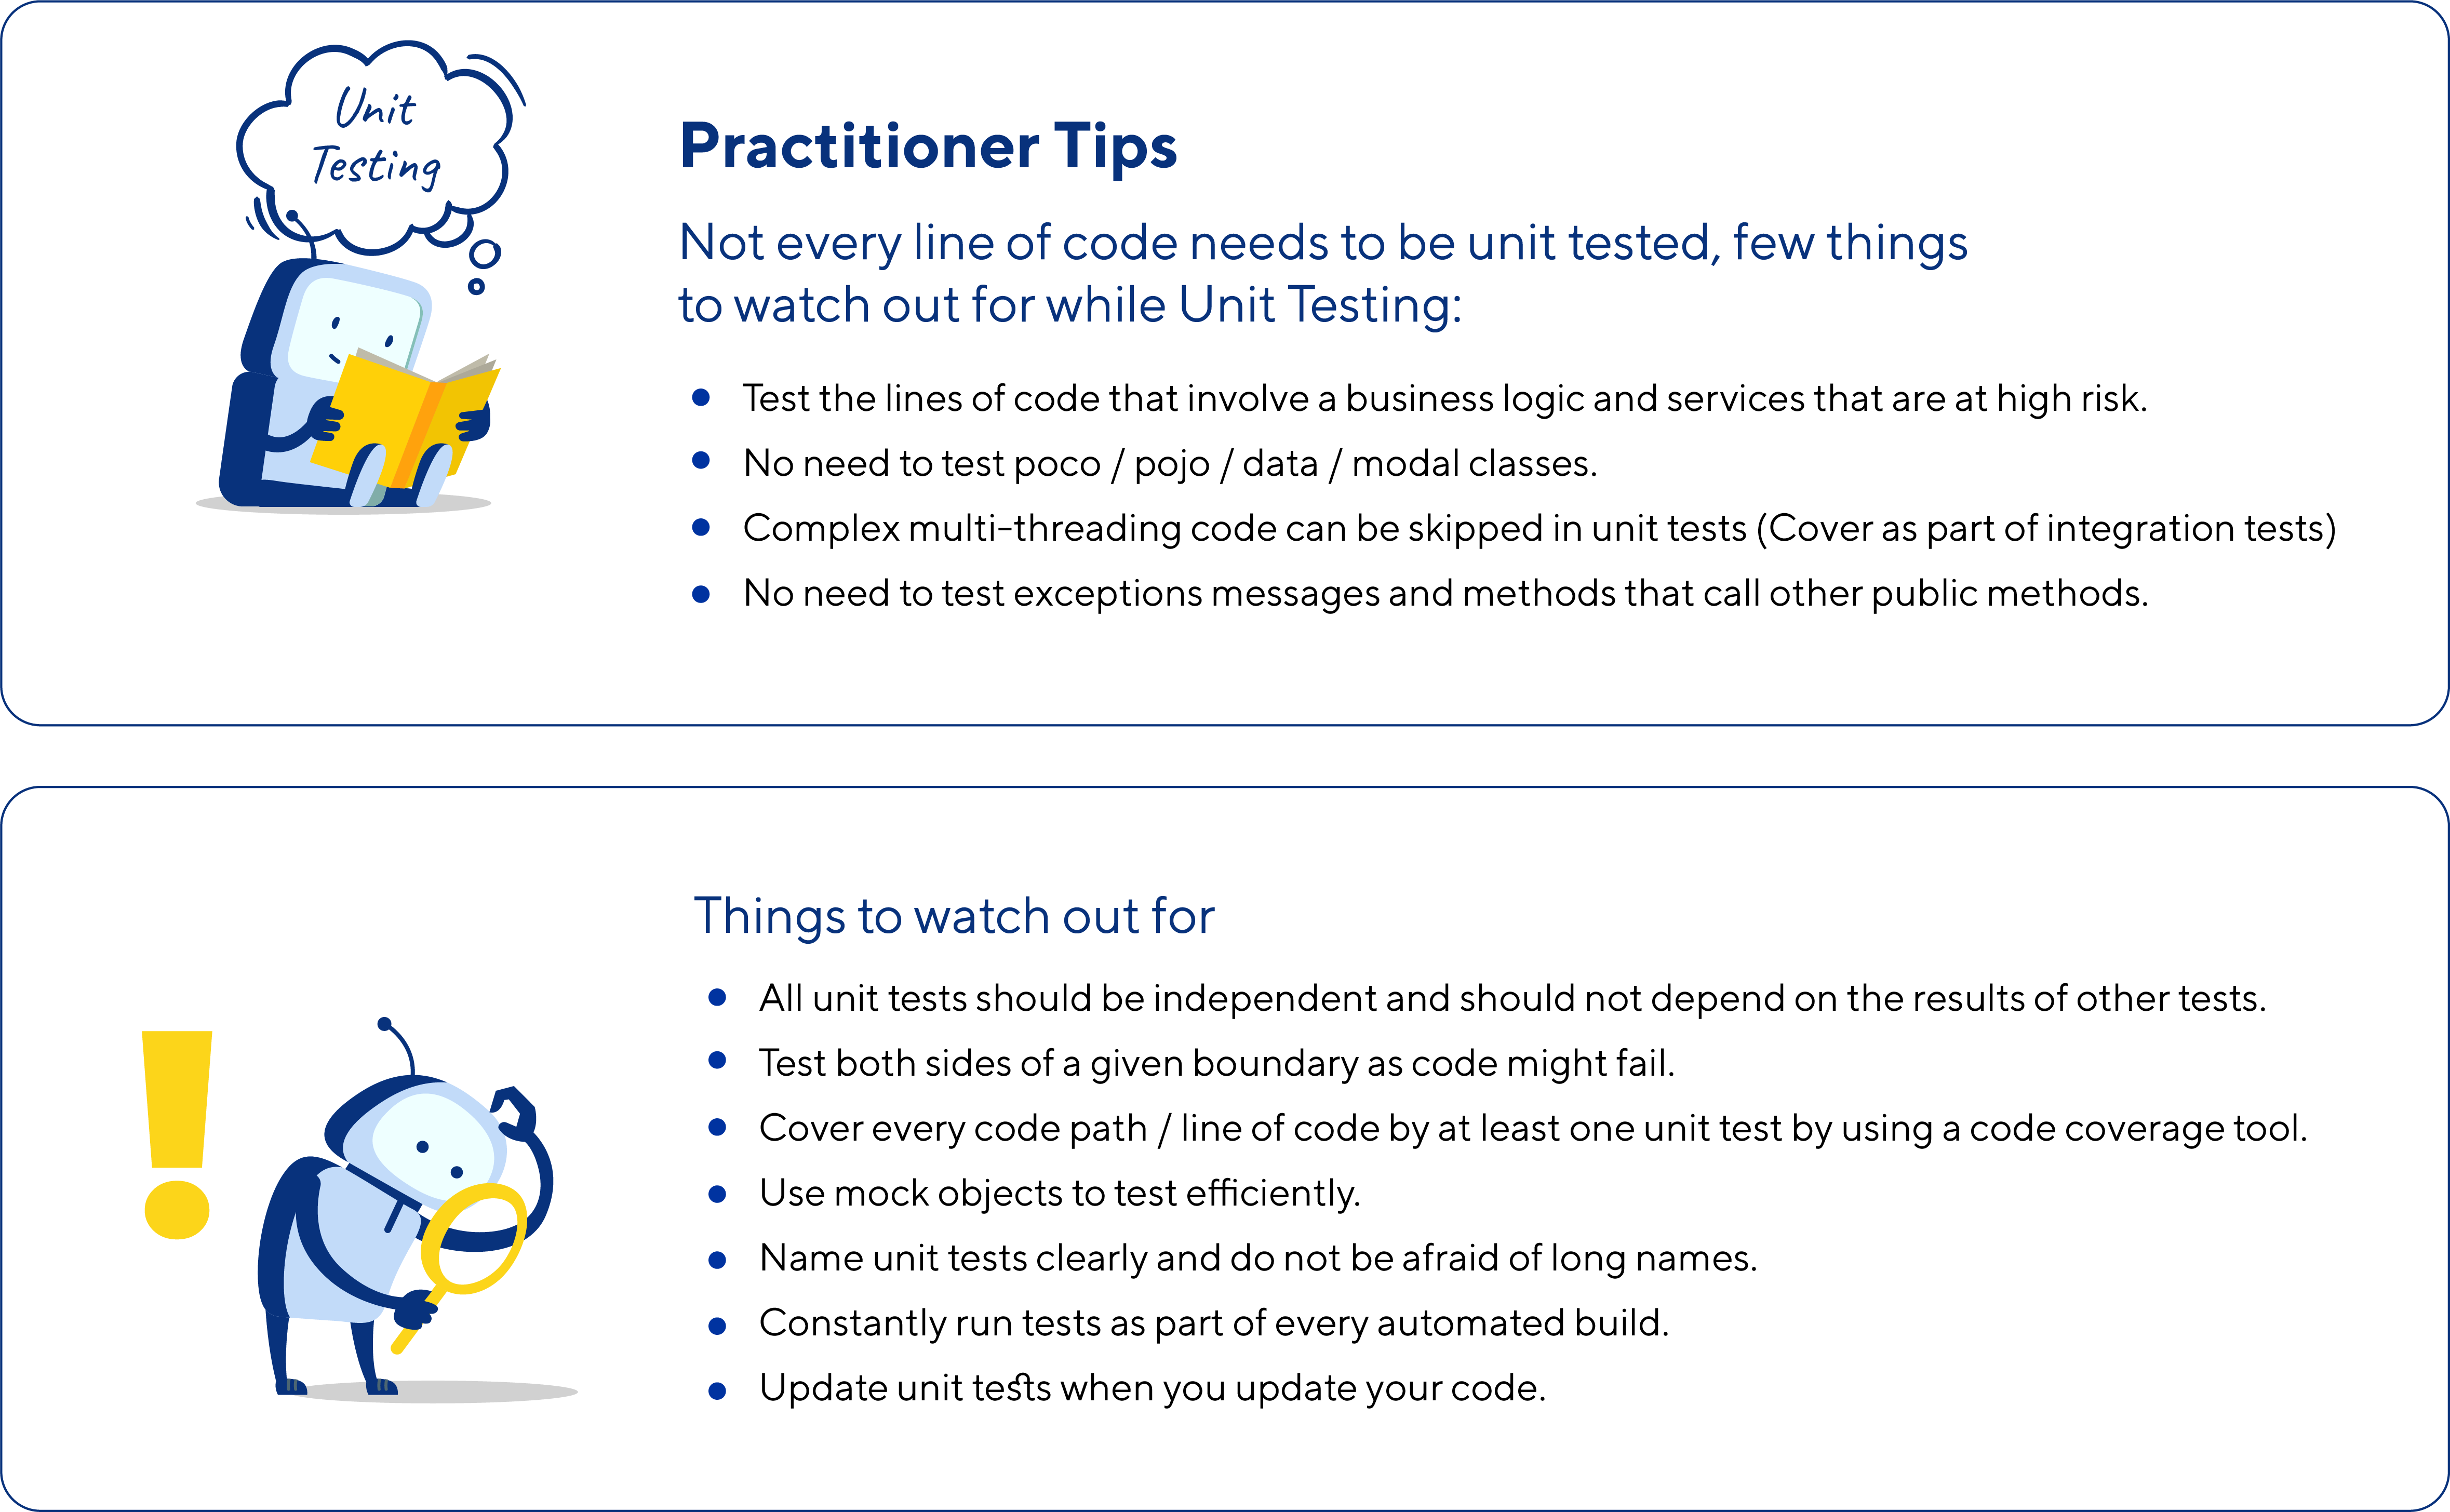 Unit
Testing
Practitioner Tips
Not every line of code needs to be unit tested, few things
to watch out for while Unit Testing:
Test the lines of code that involve a business logic and services that are at high risk.
No need to test poco / pojo / data / modal classes.
Complex multi-threading code can be skipped in unit tests (Cover as part of integration tests)
No need to test exceptions messages and methods that call other public methods.
Things to watch out for
All unit tests should be independent and should not depend on the results of other tests.
Test both sides of a given boundary as code might fail.
Cover every code path / line of code by at least one unit test by using a code coverage tool.
Use mock objects to test efficiently.
Name unit tests clearly and do not be afraid of long names.
Constantly run tests as part of every automated build.
Update unit tests when you update your code.